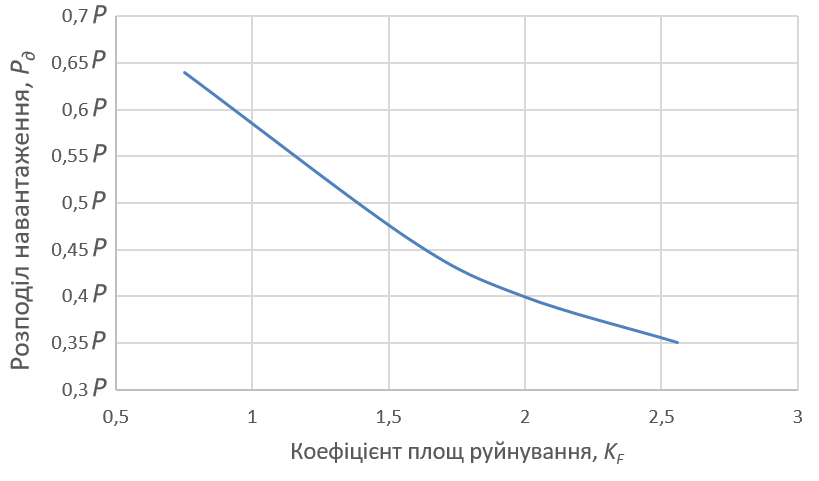 0,7 P
0,65 P
0,6 P
0,55 P
0,5 P
0,45 P
0,4 P
0,35 P
0,3 P
Розподіл навантаження, Pд
0,5 1 1,5 2 2,5 3
Коефіцієнт площ руйнування, KF